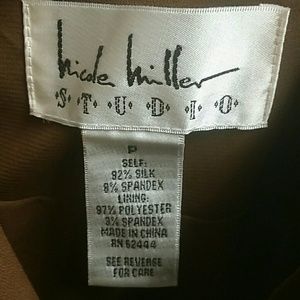 nicole miller
S·T·U·D·I·O
P
SELF:
92% SILK
8% SPANDEX
LINING:
97% POLYESTER
3% SPANDEX
MADE IN CHINA
RN 62444
SEE REVERSE
FOR CARE